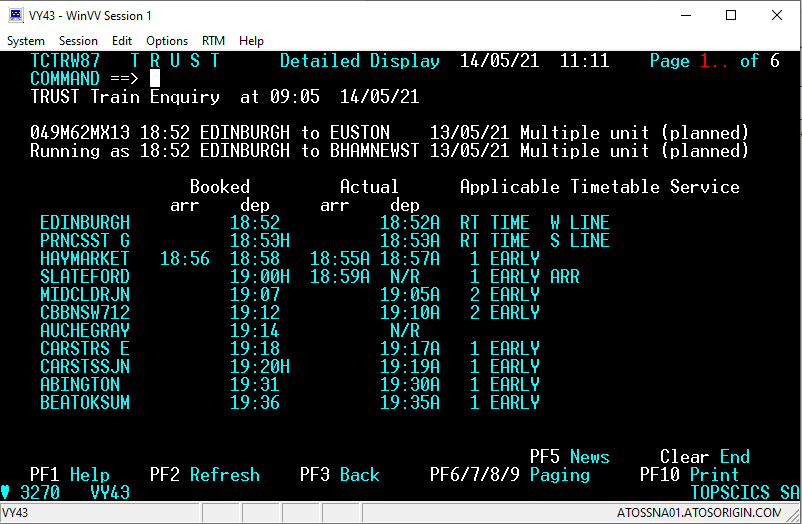 VY43 - WinVV Session 1
System Session Edit Options RTM Help
TCTRW87 T R U S T Detailed Display 14/05/21 11:11 Page 1.. of 6
COMMAND ==>
TRUST Train Enquiry at 09:05 14/05/21
049M62MX13 18:52 EDINBURGH to EUSTON 13/05/21 Multiple unit (planned)
Running as 18:52 EDINBURGH to BHAMNEWST 13/05/21 Multiple unit (planned)
Booked Actual Applicable Timetable Service
arr dep arr dep
EDINBURGH 18:52 18:52A RT TIME W LINE
PRNCSST G 18:53H 18:53A RT TIME S LINE
HAYMARKET 18:56 18:58 18:55A 18:57A 1 EARLY
SLATEFORD 19:00H 18:59A N/R 1 EARLY ARR
MIDCLDRJN 19:07 19:05A 2 EARLY
CBBNSW712 19:12 19:10A 2 EARLY
AUCHEGRAY 19:14 N/R
CARSTRS E 19:18 19:17A 1 EARLY
CARSTSSJN 19:20H 19:19A 1 EARLY
ABINGTON 19:31 19:30A 1 EARLY
BEATOKSUM 19:36 19:35A 1 EARLY
PF5 News Clear End
PF1 Help PF2 Refresh PF3 Back PF6/7/8/9 Paging PF10 Print
♥ 3270 VY43 TOPSCICS SA
VY43 ATOSSNA01.ATOSORIGIN.COM